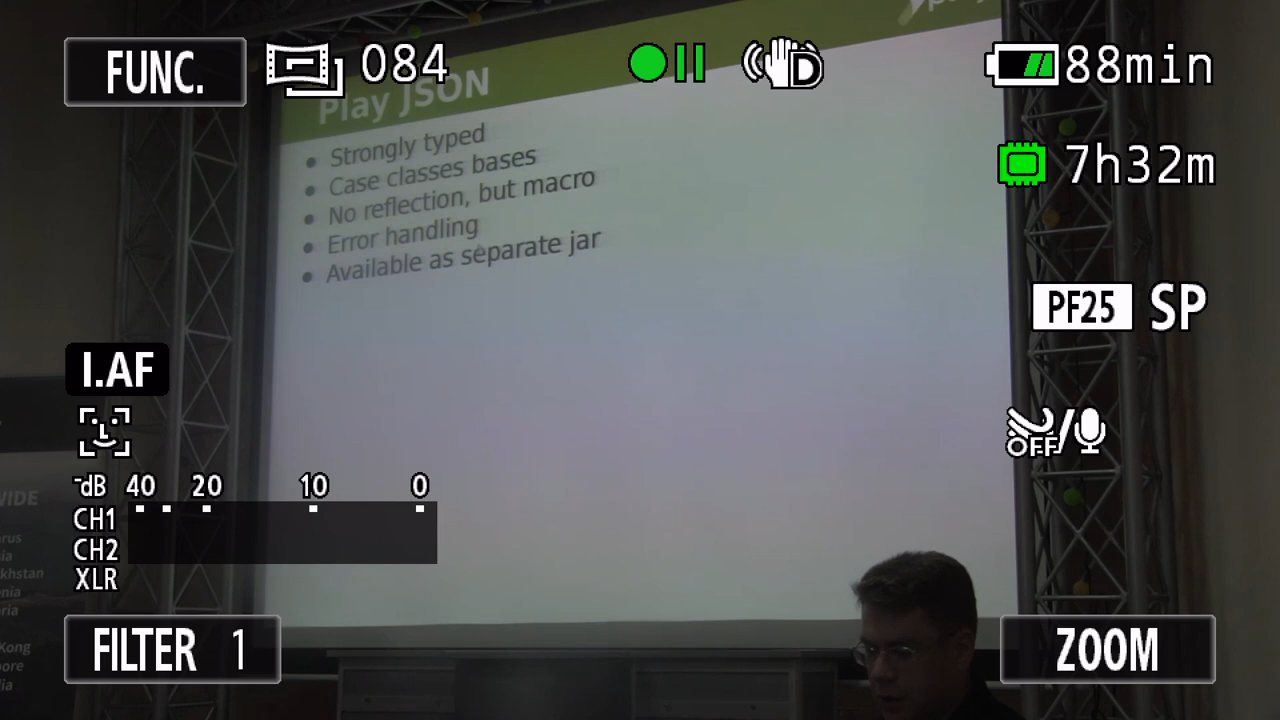 FUNC.
084
88min
play
Play JSON
Strongly typed
Case classes bases
No reflection, but macro
Error handling
Available as separate jar
7h32m
PF25 SP
I.AF
OFF
-dB 40 20 10 0
CH1
CH2
XLR
FILTER 1
ZOOM